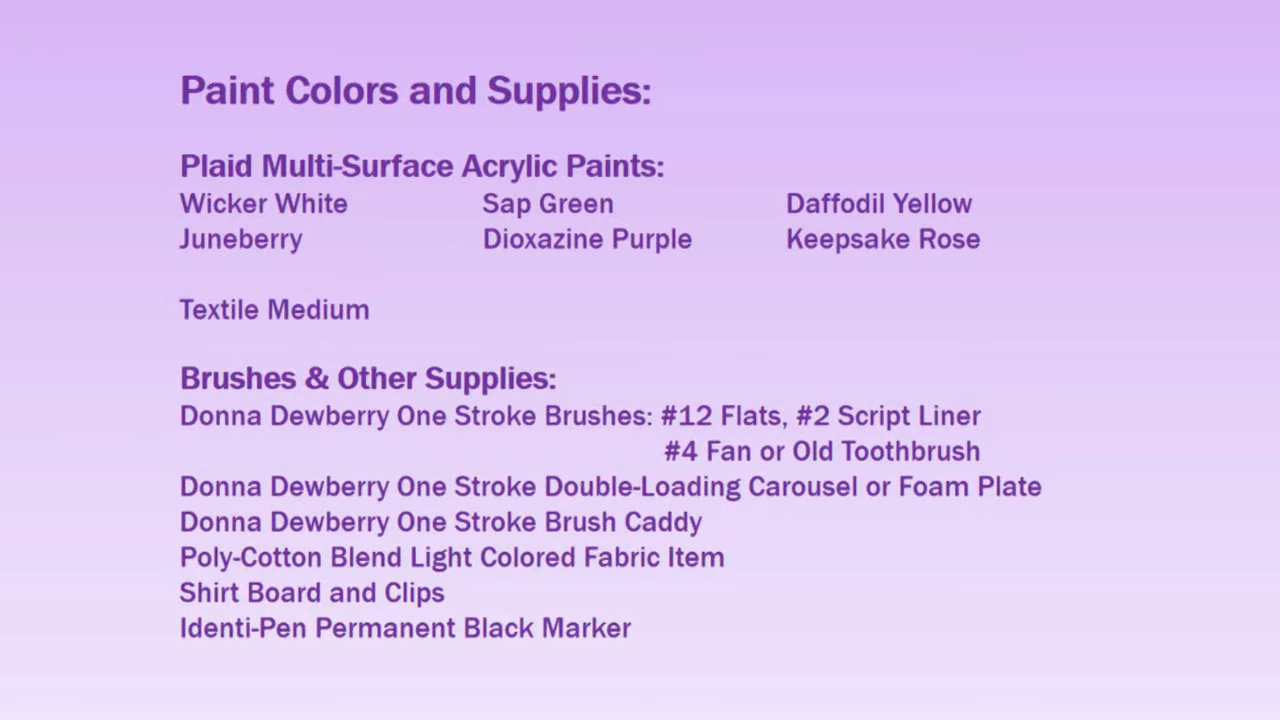 Paint Colors and Supplies:
Plaid Multi-Surface Acrylic Paints:
Wicker White Sap Green Daffodil Yellow
Juneberry Dioxazine Purple Keepsake Rose
Textile Medium
Brushes & Other Supplies:
Donna Dewberry One Stroke Brushes: #12 Flats, #2 Script Liner
#4 Fan or Old Toothbrush
Donna Dewberry One Stroke Double-Loading Carousel or Foam Plate
Donna Dewberry One Stroke Brush Caddy
Poly-Cotton Blend Light Colored Fabric Item
Shirt Board and Clips
Identi-Pen Permanent Black Marker